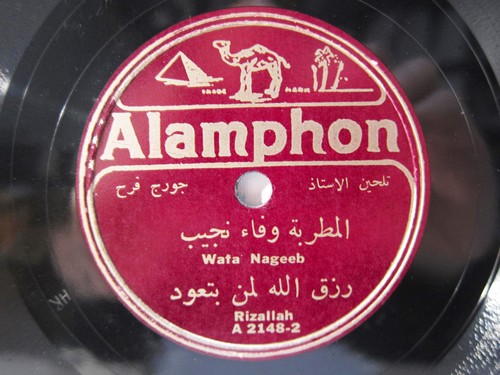 TRADE MARK
Alamphon
تلحين الاستاذ جورج فرح
المطربة وفاء نجيب
Wafa Nageeb
رزق الله لمن بتعود
Rizallah
A 2148-2